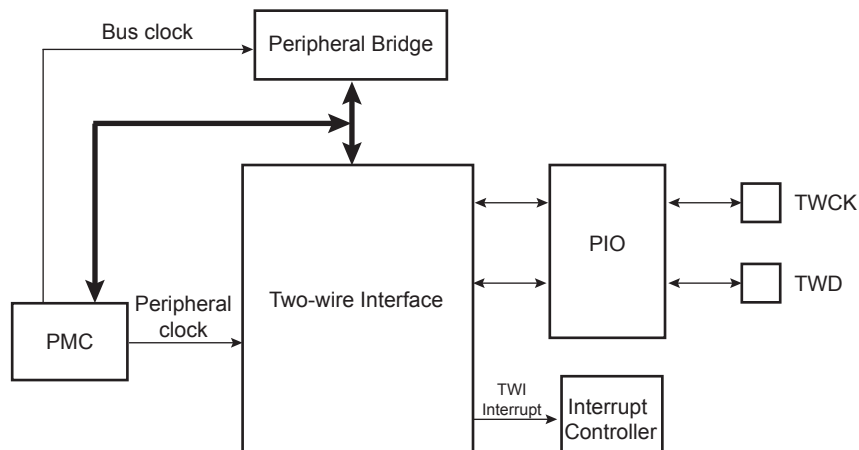 Bus clock
Peripheral Bridge
TWCK
PIO
Two-wire Interface
TWD
Peripheral
clock
PMC
TWI
Interrupt
Interrupt
Controller